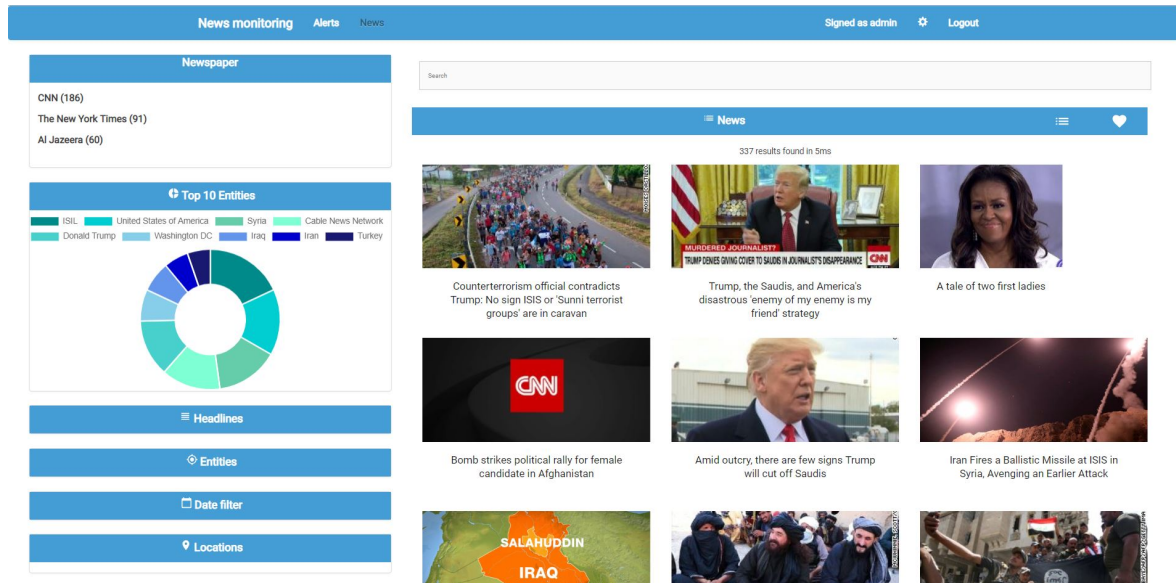 News monitoring Alerts News Signed as admin Logout
Newspaper
CNN (186)
The New York Times (91)
Al Jazeera (60)
Top 10 Entities
ISIL United States of America Syria Cable News Network
Donald Trump Washington DC Iraq Iran Turkey
Headlines
Entities
Date filter
Locations
Search
News
337 results found in 5ms
MURDERED JOURNALIST?
TRUMP DENIES GIVING COVER TO SAUDIS IN JOURNALIST'S DISAPPEARANCE CNN
Counterterrorism official contradicts
Trump: No sign ISIS or 'Sunni terrorist
groups' are in caravan
Trump, the Saudis, and America's
disastrous 'enemy of my enemy is my
friend' strategy
A tale of two first ladies
CNN
Bomb strikes political rally for female
candidate in Afghanistan
Amid outcry, there are few signs Trump
will cut off Saudis
Iran Fires a Ballistic Missile at ISIS in
Syria, Avenging an Earlier Attack
SALAHUDDIN
IRAQ